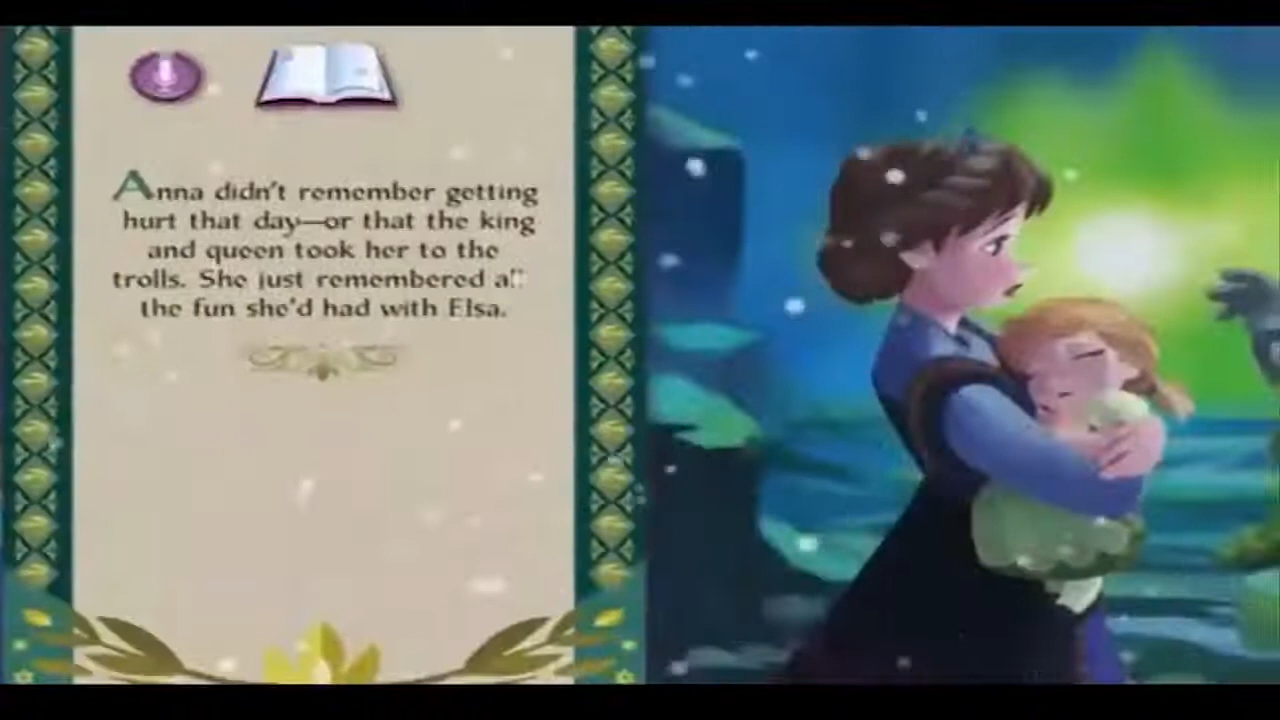 Anna didn't remember getting
hurt that day—or that the king
and queen took her to the
trolls. She just remembered all
the fun she'd had with Elsa.